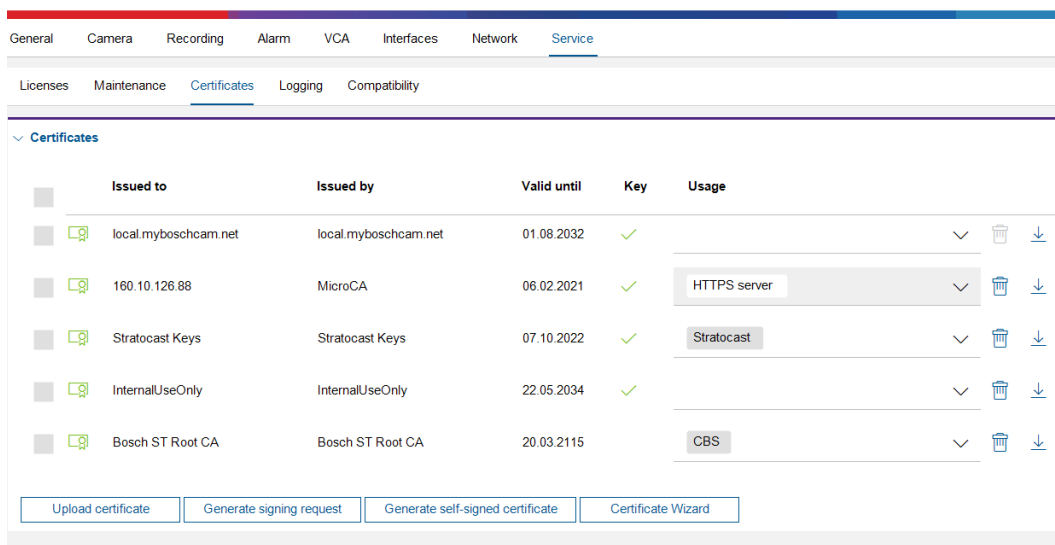 General Camera Recording Alarm VCA Interfaces Network Service
Licenses Maintenance Certificates Logging Compatibility
Certificates
Issued to Issued by Valid until Key Usage
local.myboschcam.net local.myboschcam.net 01.08.2032
160.10.126.88 MicroCA 06.02.2021 HTTPS server
Stratocast Keys Stratocast Keys 07.10.2022 Stratocast
InternalUseOnly InternalUseOnly 22.05.2034
Bosch ST Root CA Bosch ST Root CA 20.03.2115 CBS
Upload certificate Generate signing request Generate self-signed certificate Certificate Wizard